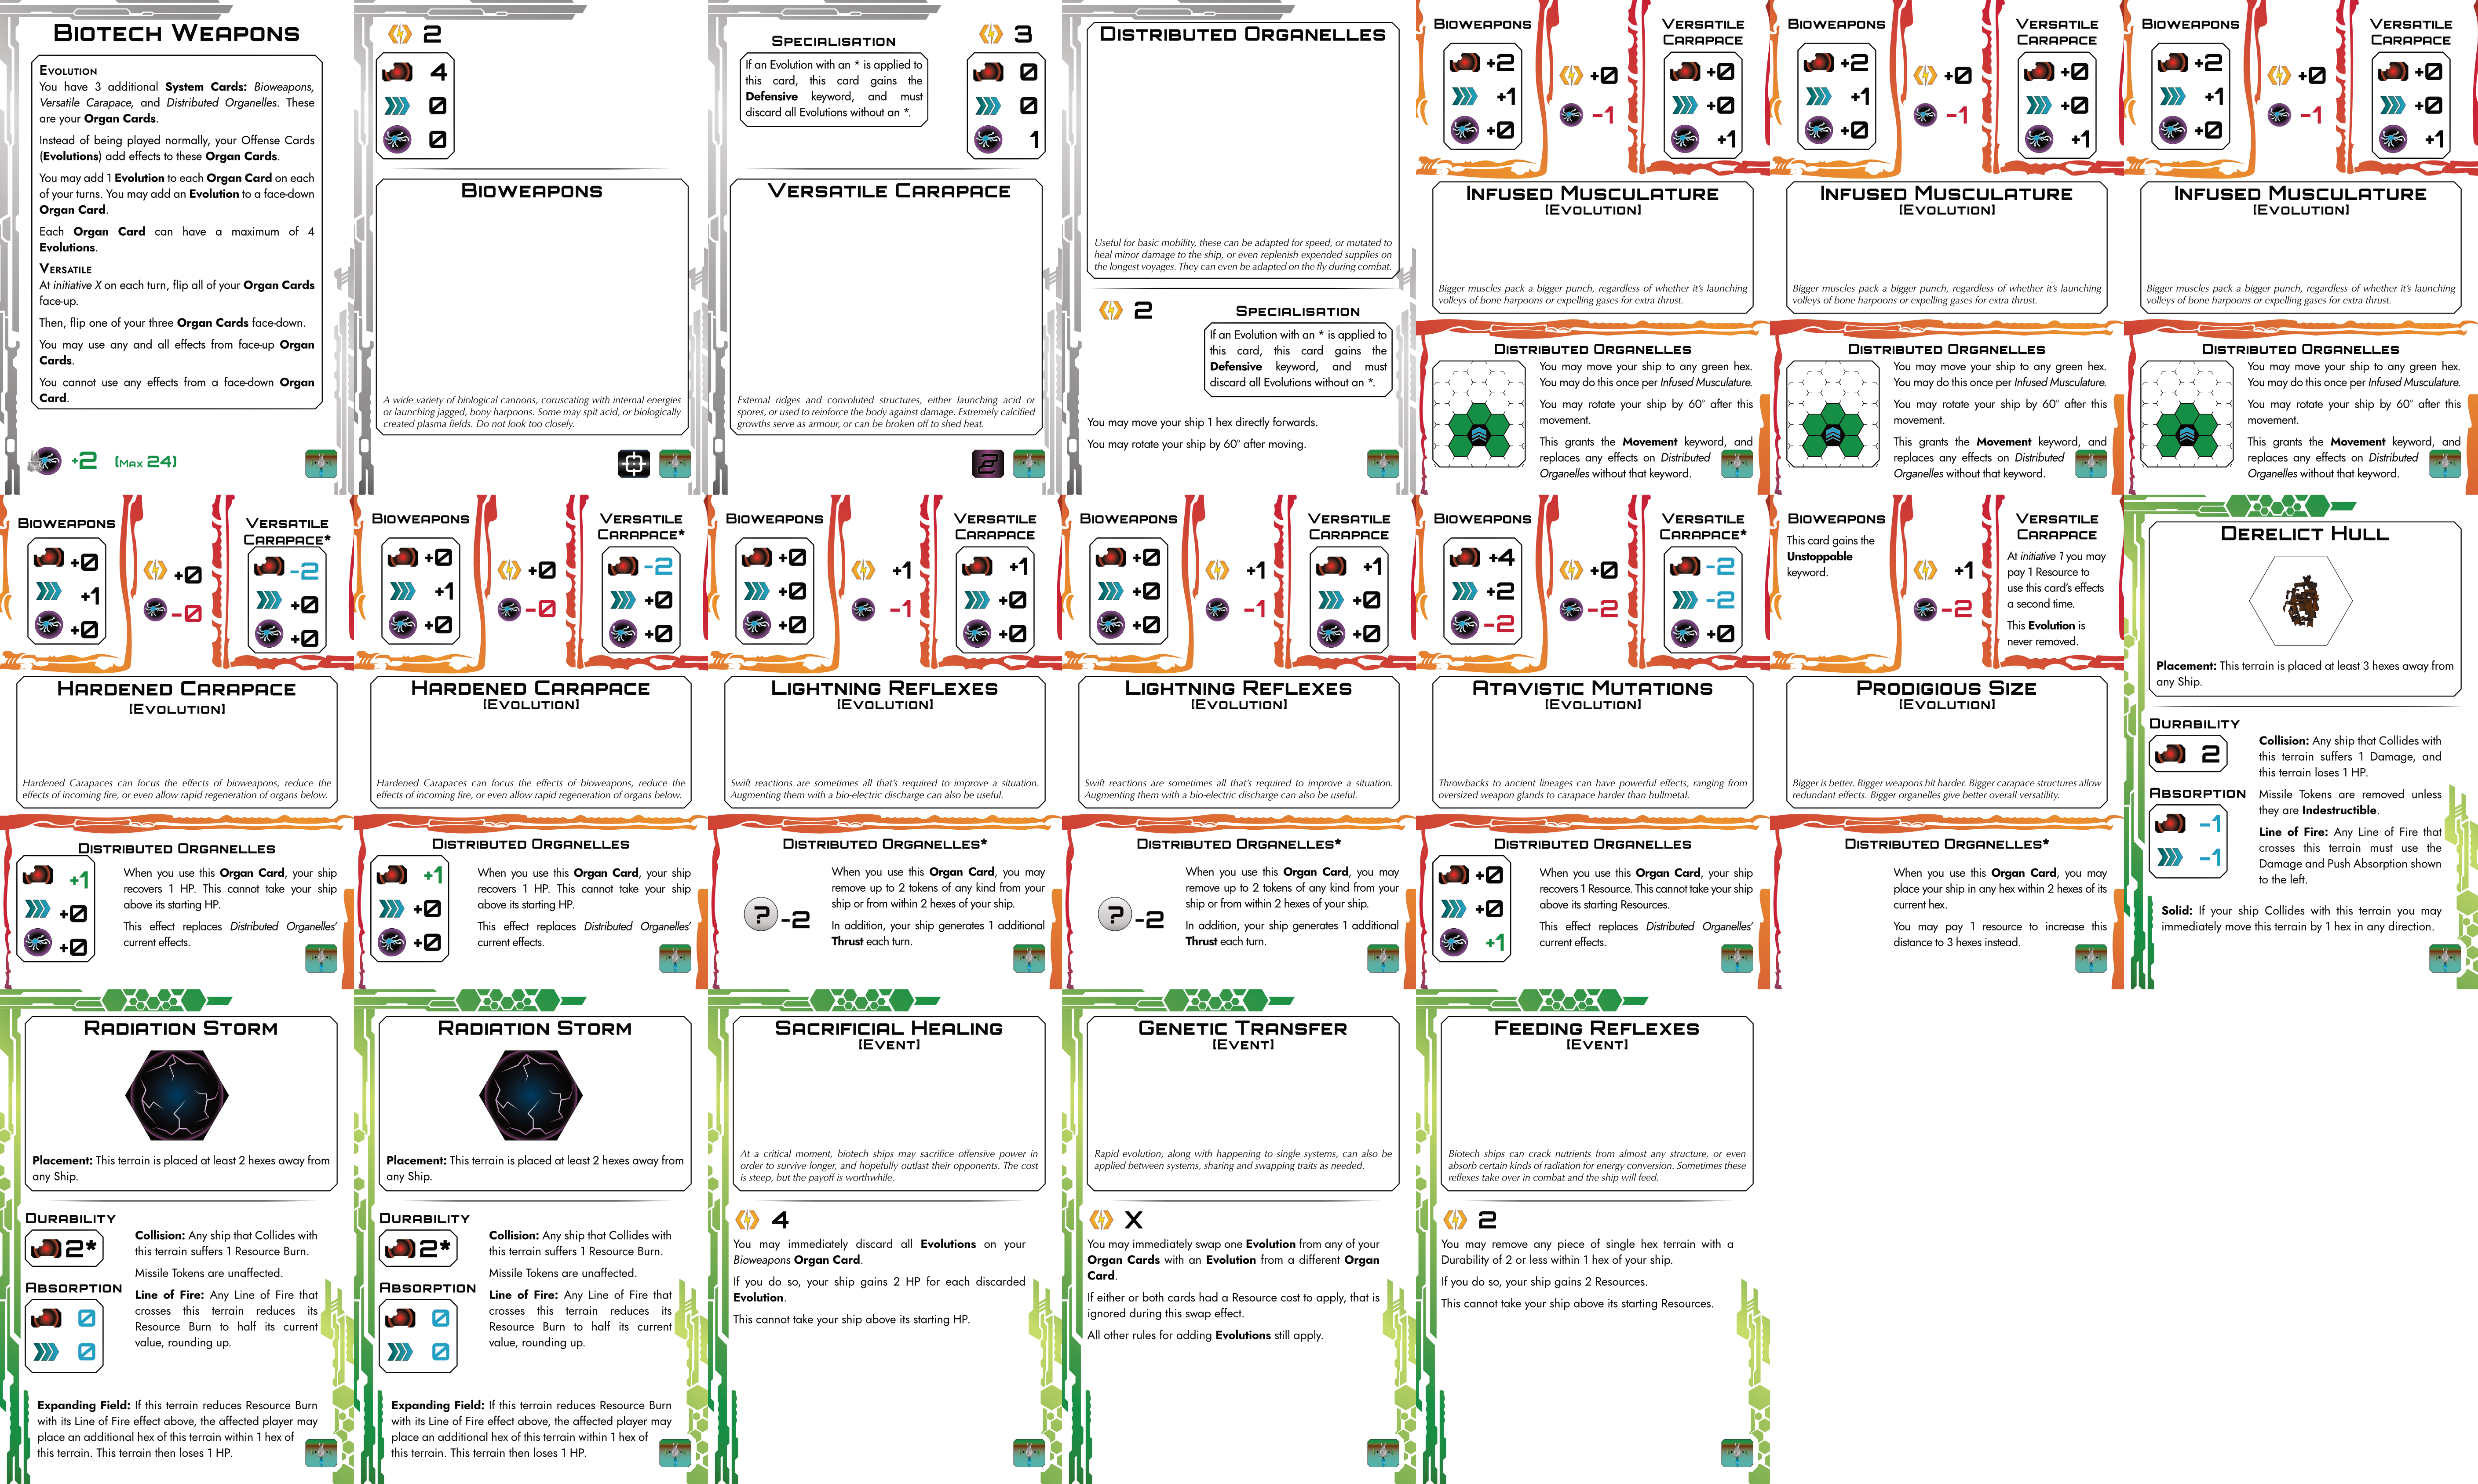 BIOTECH WEAPONS
EVOLUTION
You have 3 additional System Cards: Bioweapons,
Versatile Carapace, and Distributed Organelles. These
are your Organ Cards.
Instead of being played normally, your Offense Cards
(Evolutions) add effects to these Organ Cards.
You may add 1 Evolution to each Organ Card on each
of your turns. You may add an Evolution to a face-down
Organ Card.
Each Organ Card can have a maximum of 4
Evolutions.
VERSATILE
At initiative X on each turn, flip all of your Organ Cards
face-up.
Then, flip one of your three Organ Cards face-down.
You may use any and all effects from face-up Organ
Cards.
You cannot use any effects from a face-down Organ
Card.
+2 (MAX 24)
2
4
0
0
BIOWEAPONS
A wide variety of biological cannons, coruscating with internal energies
or launching jagged, bony harpoons. Some may spit acid, or biologically
created plasma fields. Do not look too closely.
SPECIALISATION
If an Evolution with an * is applied to
this card, this card gains the
Defensive keyword, and must
discard all Evolutions without an *.
3
0
0
1
VERSATILE CARAPACE
External ridges and convoluted structures, either launching acid or
spores, or used to reinforce the body against damage. Extremely calcified
growths serve as armour, or can be broken off to shed heat.
2
DISTRIBUTED ORGANELLES
Useful for basic mobility, these can be adapted for speed, or mutated to
heal minor damage to the ship, or even replenish expended supplies on
the longest voyages. They can even be adapted on the fly during combat.
2
SPECIALISATION
If an Evolution with an * is applied to
this card, this card gains the
Defensive keyword, and must
discard all Evolutions without an *.
You may move your ship 1 hex directly forwards.
You may rotate your ship by 60° after moving.
BIOWEAPONS
+2
+1
+0
+0
-1
VERSATILE
CARAPACE
+0
+0
+1
INFUSED MUSCULATURE
[EVOLUTION]
Bigger muscles pack a bigger punch, regardless of whether it's launching
volleys of bone harpoons or expelling gases for extra thrust.
DISTRIBUTED ORGANELLES
You may move your ship to any green hex.
You may do this once per Infused Musculature.
You may rotate your ship by 60° after this
movement.
This grants the Movement keyword, and
replaces any effects on Distributed
Organelles without that keyword.
BIOWEAPONS
+2
+1
+0
+0
-1
VERSATILE
CARAPACE
+0
+0
+1
INFUSED MUSCULATURE
[EVOLUTION]
Bigger muscles pack a bigger punch, regardless of whether it's launching
volleys of bone harpoons or expelling gases for extra thrust.
DISTRIBUTED ORGANELLES
You may move your ship to any green hex.
You may do this once per Infused Musculature.
You may rotate your ship by 60° after this
movement.
This grants the Movement keyword, and
replaces any effects on Distributed
Organelles without that keyword.
BIOWEAPONS
+2
+1
+0
+0
-1
VERSATILE
CARAPACE
+0
+0
+1
INFUSED MUSCULATURE
[EVOLUTION]
Bigger muscles pack a bigger punch, regardless of whether it's launching
volleys of bone harpoons or expelling gases for extra thrust.
DISTRIBUTED ORGANELLES
You may move your ship to any green hex.
You may do this once per Infused Musculature.
You may rotate your ship by 60° after this
movement.
This grants the Movement keyword, and
replaces any effects on Distributed
Organelles without that keyword.
BIOWEAPONS
+0
+1
+0
+0
-0
VERSATILE
CARAPACE*
-2
+0
+0
HARDENED CARAPACE
[EVOLUTION]
Hardened Carapaces can focus the effects of bioweapons, reduce the
effects of incoming fire, or even allow rapid regeneration of organs below.
DISTRIBUTED ORGANELLES
+1
+0
+0
When you use this Organ Card, your ship
recovers 1 HP. This cannot take your ship
above its starting HP.
This effect replaces Distributed Organelles'
current effects.
BIOWEAPONS
+0
+1
+0
+0
-0
VERSATILE
CARAPACE*
-2
+0
+0
HARDENED CARAPACE
[EVOLUTION]
Hardened Carapaces can focus the effects of bioweapons, reduce the
effects of incoming fire, or even allow rapid regeneration of organs below.
DISTRIBUTED ORGANELLES
+1
+0
+0
When you use this Organ Card, your ship
recovers 1 HP. This cannot take your ship
above its starting HP.
This effect replaces Distributed Organelles'
current effects.
BIOWEAPONS
+0
+0
+0
+1
-1
VERSATILE
CARAPACE
+1
+0
+0
LIGHTNING REFLEXES
[EVOLUTION]
Swift reactions are sometimes all that's required to improve a situation.
Augmenting them with a bio-electric discharge can also be useful.
DISTRIBUTED ORGANELLES*
? -2
When you use this Organ Card, you may
remove up to 2 tokens of any kind from your
ship or from within 2 hexes of your ship.
In addition, your ship generates 1 additional
Thrust each turn.
BIOWEAPONS
+0
+0
+0
+1
-1
VERSATILE
CARAPACE
+1
+0
+0
LIGHTNING REFLEXES
[EVOLUTION]
Swift reactions are sometimes all that's required to improve a situation.
Augmenting them with a bio-electric discharge can also be useful.
DISTRIBUTED ORGANELLES*
? -2
When you use this Organ Card, you may
remove up to 2 tokens of any kind from your
ship or from within 2 hexes of your ship.
In addition, your ship generates 1 additional
Thrust each turn.
BIOWEAPONS
+4
+2
-2
+0
-2
VERSATILE
CARAPACE*
-2
-2
+0
ATAVISTIC MUTATIONS
[EVOLUTION]
Throwbacks to ancient lineages can have powerful effects, ranging from
oversized weapon glands to carapace harder than hullmetal.
DISTRIBUTED ORGANELLES
+0
+0
+1
When you use this Organ Card, your ship
recovers 1 Resource. This cannot take your ship
above its starting Resources.
This effect replaces Distributed Organelles'
current effects.
BIOWEAPONS
This card gains the
Unstoppable
keyword.
+1
-2
VERSATILE
CARAPACE
At initiative 1 you may
pay 1 Resource to
use this card's effects
a second time.
This Evolution is
never removed.
PRODIGIOUS SIZE
[EVOLUTION]
Bigger is better. Bigger weapons hit harder. Bigger carapace structures allow
redundant effects. Bigger organelles give better overall versatility.
DISTRIBUTED ORGANELLES*
When you use this Organ Card, you may
place your ship in any hex within 2 hexes of its
current hex.
You may pay 1 resource to increase this
distance to 3 hexes instead.
DERELICT HULL
Placement: This terrain is placed at least 3 hexes away from
any Ship.
DURABILITY
2
ABSORPTION
-1
-1
Collision: Any ship that Collides with
this terrain suffers 1 Damage, and
this terrain loses 1 HP.
Missile Tokens are removed unless
they are Indestructible.
Line of Fire: Any Line of Fire that
crosses this terrain must use the
Damage and Push Absorption shown
to the left.
Solid: If your ship Collides with this terrain you may
immediately move this terrain by 1 hex in any direction.
RADIATION STORM
Placement: This terrain is placed at least 2 hexes away from
any Ship.
DURABILITY
2*
ABSORPTION
0
0
Collision: Any ship that Collides with
this terrain suffers 1 Resource Burn.
Missile Tokens are unaffected.
Line of Fire: Any Line of Fire that
crosses this terrain reduces its
Resource Burn to half its current
value, rounding up.
Expanding Field: If this terrain reduces Resource Burn
with its Line of Fire effect above, the affected player may
place an additional hex of this terrain within 1 hex of
this terrain. This terrain then loses 1 HP.
RADIATION STORM
Placement: This terrain is placed at least 2 hexes away from
any Ship.
DURABILITY
2*
ABSORPTION
0
0
Collision: Any ship that Collides with
this terrain suffers 1 Resource Burn.
Missile Tokens are unaffected.
Line of Fire: Any Line of Fire that
crosses this terrain reduces its
Resource Burn to half its current
value, rounding up.
Expanding Field: If this terrain reduces Resource Burn
with its Line of Fire effect above, the affected player may
place an additional hex of this terrain within 1 hex of
this terrain. This terrain then loses 1 HP.
SACRIFICIAL HEALING
[EVENT]
At a critical moment, biotech ships may sacrifice offensive power in
order to survive longer, and hopefully outlast their opponents. The cost
is steep, but the payoff is worthwhile.
4
You may immediately discard all Evolutions on your
Bioweapons Organ Card.
If you do so, your ship gains 2 HP for each discarded
Evolution.
This cannot take your ship above its starting HP.
GENETIC TRANSFER
[EVENT]
Rapid evolution, along with happening to single systems, can also be
applied between systems, sharing and swapping traits as needed.
X
You may immediately swap one Evolution from any of your
Organ Cards with an Evolution from a different Organ
Card.
If either or both cards had a Resource cost to apply, that is
ignored during this swap effect.
All other rules for adding Evolutions still apply.
FEEDING REFLEXES
[EVENT]
Biotech ships can crack nutrients from almost any structure, or even
absorb certain kinds of radiation for energy conversion. Sometimes these
reflexes take over in combat and the ship will feed.
2
You may remove any piece of single hex terrain with a
Durability of 2 or less within 1 hex of your ship.
If you do so, your ship gains 2 Resources.
This cannot take your ship above its starting Resources.